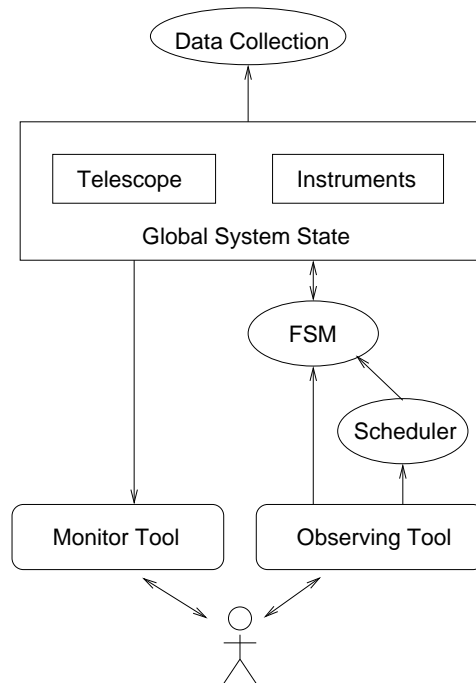 Data Collection
Telescope
Instruments
Global System State
FSM
Scheduler
Monitor Tool
Observing Tool